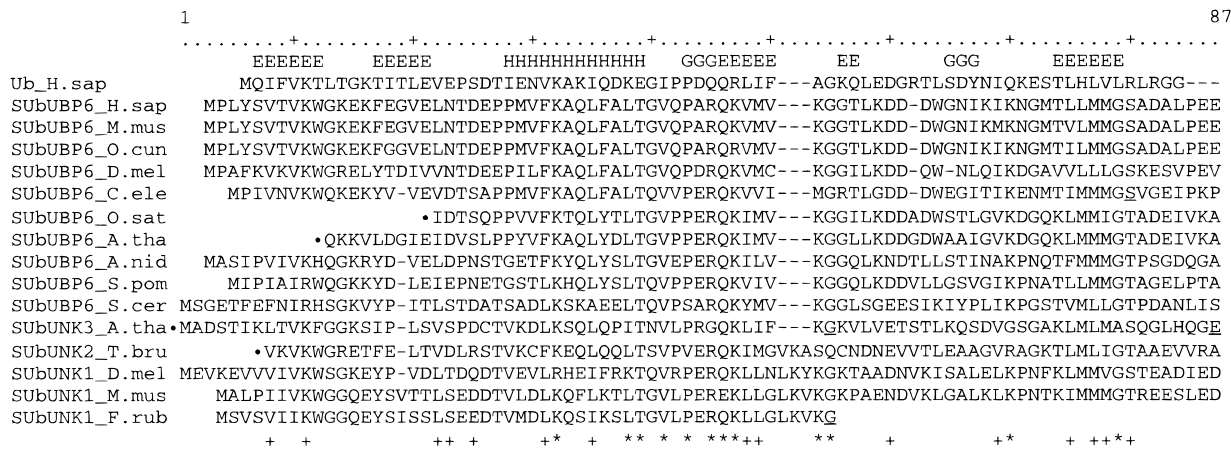 1 87
.........+.........+.........+.........+.........+.........+.........+.........+.......
EEEEEE EEEEE HHHHHHHHHHHH GGGEEEEE EE GGG EEEEEE
Ub_H.sap MQIFVKTLTGKTITLEVEPSDTIENVKAKIQDKEGIPPDQQRLIF---AGKQLEDGRTLSDYNIQKESTLHLVLRLRGG---
SUbUBP6_H.sap MPLYSVTVKWGKEKFEGVELNTDEPPMVFKAQLFALTGVQPARQKVMV---KGGTLKDD-DWGNIKIKNGMTLLMMGSADALPEE
SUbUBP6_M.mus MPLYSVTVKWGKEKFEGVELNTDEPPMVFKAQLFALTGVQPARQKVMV---KGGTLKDD-DWGNIKMKNGMTVLMMGSADALPEE
SUbUBP6_O.cun MPLYSVTVKWGKEKFGGVELNTDEPPMVFKAQLFALTGVQPARQKVMV---KGGTLKDD-DWGNIKIKNGMTLLMMGSADALPEE
SUbUBP6_D.mel MPAFKVKVKWGRELYTDIVVNTDEEPILFKAQLFALTGVQPDRQKVMC---KGGILKDD-QW-NLQIKDGAVVLLLGSKESVPEV
SUbUBP6_C.ele MPIVNVKWQKEKYV-VEVDTSAPPMVFKAQLFALTQVVPERQKVVI---MGRTLGDD-DWEGITIKENMTIMMMGSVGEIPKP
SUbUBP6_O.sat •IDTSQPPVVFKTQLYTLTGVPPERQKIMV---KGGILKDDADWSTLGVKDGQKLMMIGTADEIVKA
SUbUBP6_A.tha •QKKVLDGIEIDVSLPPYVFKAQLYDLTGVPPERQKIMV---KGGLLKDDGDWAAIGVKDGQKLMMMGTADEIVKA
SUbUBP6_A.nid MASIPVIVKHQGKRYD-VELDPNSTGETFKYQLYSLTGVEPERQKILV---KGGQLKNDTLLSTINAKPNQTFMMMGTPSGDQGA
SUbUBP6_S.pom MIPIAIRWQGKKYD-LEIEPNETGSTLKHQLYSLTQVPPERQKVIV---KGGQLKDDVLLGSVGIKPNATLLMMGTAGELPTA
SUbUBP6_S.cer MSGETFEFNIRHSGKVYP-ITLSTDATSADLKSKAEELTQVPSARQKYMV---KGGLSGEESIKIYPLIKPGSTVMLLGTPDANLIS
SUbUNK3_A.tha •MADSTIKLTVKFGGKSIP-LSVSPDCTVKDLKSQLQPITNVLPRGQKLIF---KGKVLVETSTLKQSDVGSGAKLMLMASQGLHQGE
SUbUNK2_T.bru •VKVKWGRETFE-LTVDLRSTVKCFKEQLQQLTSVPVERQKIMGVKASQCNDNEVVTLEAAGVRAGKTLMLIGTAAEVVRA
SUbUNK1_D.mel MEVKEVVVIVKWSGKEYP-VDLTDQDTVEVLRHEIFRKTQVRPERQKLLNLKYKGKTAADNVKISALELKPNFKLMMVGSTEADIED
SUbUNK1_M.mus MALPIIVKWGGQEYSVTTLSEDDTVLDLKQFLKTLTGVLPERQKLLGLKVKGKPAENDVKLGALKLKPNTKIMMMGTREESLED
SUbUNK1_F.rub MSVSVIIKWGGQEYSISSLSEEDTVMDLKQSIKSLTGVLPERQKLLGLKVKG
+ + ++ + +* + ** * * ***++ ** + +* + ++*+